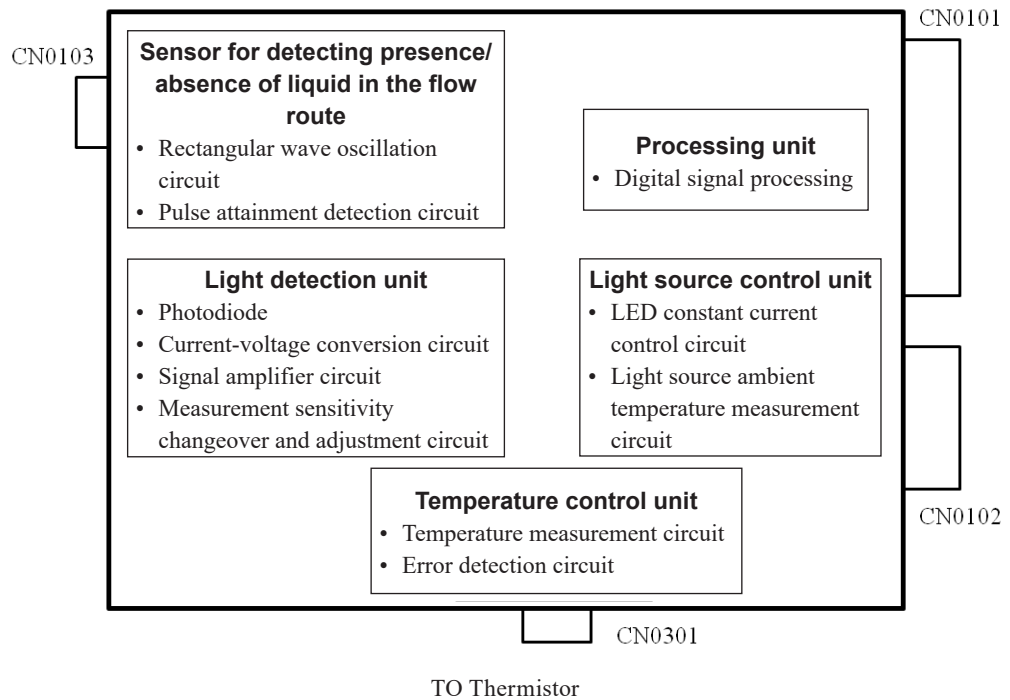 CN0101
CN0103
Sensor for detecting presence/
absence of liquid in the flow
route
• Rectangular wave oscillation
circuit
• Pulse attainment detection circuit
Processing unit
• Digital signal processing
Light detection unit
• Photodiode
• Current-voltage conversion circuit
• Signal amplifier circuit
• Measurement sensitivity
changeover and adjustment circuit
Light source control unit
• LED constant current
control circuit
• Light source ambient
temperature measurement
circuit
Temperature control unit
• Temperature measurement circuit
• Error detection circuit
CN0102
CN0301
TO Thermistor